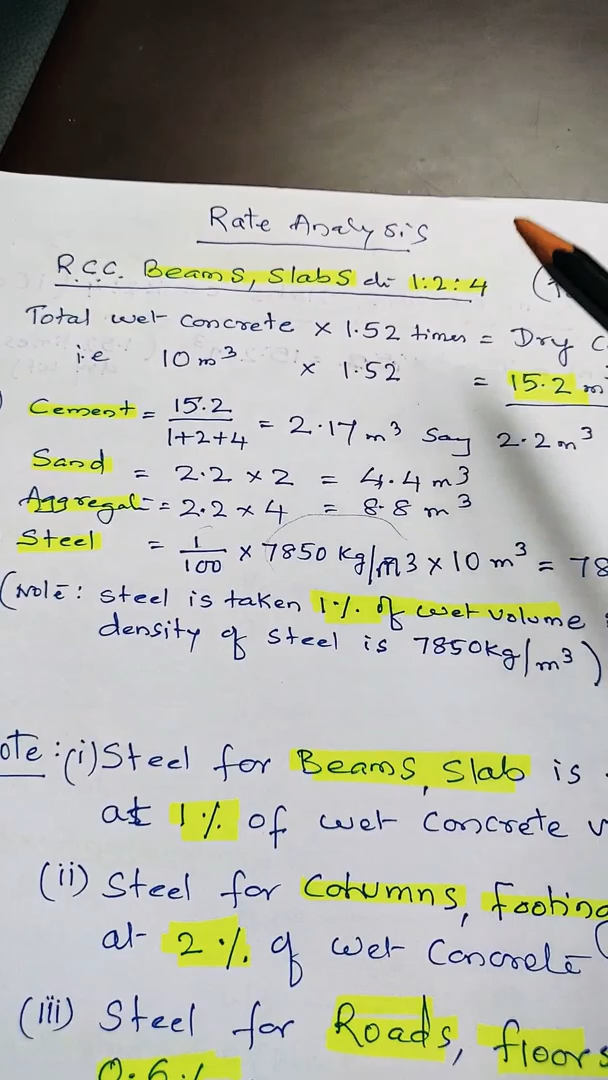 Rate Analysis
R.C.C. Beams, Slabs di 1:2:4
Total wet concrete × 1.52 times = Dry
i.e 10 m³ × 1.52 = 15.2 m³
Cement = 15.2 / 1+2+4 = 2.17 m³ Say 2.2 m³
Sand = 2.2 × 2 = 4.4 m³
Aggregate = 2.2 × 4 = 8.8 m³
Steel = 1/100 × 7850 Kg/m3 × 10 m³ = 78
(Note: steel is taken 1% of wet volume
density of steel is 7850Kg/m³)
ote: (i) Steel for Beams, Slab is
at 1% of wet concrete
(ii) Steel for Columns, footing
at 2% of wet concrete
(iii) Steel for Roads, floors
0.6%